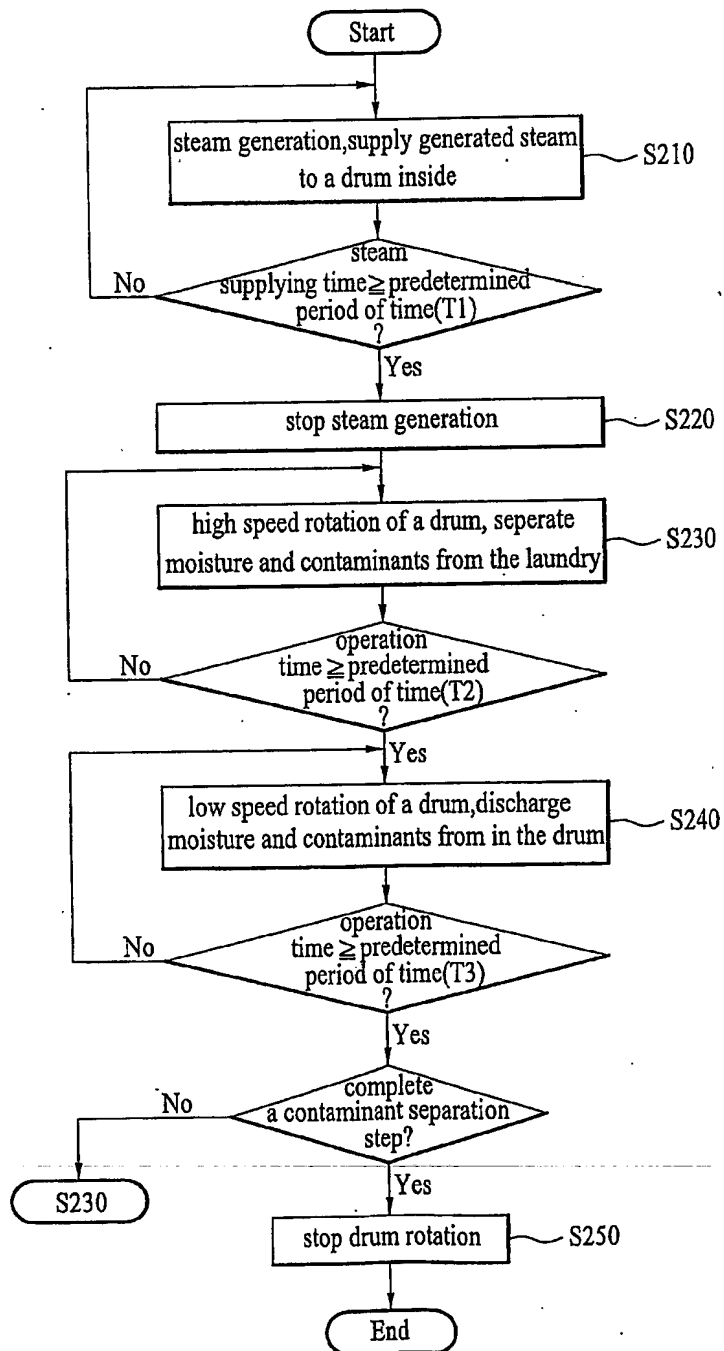 Start
steam generation,supply generated steam
to a drum inside
S210
steam
supplying time≧predetermined
period of time(T1)
?
No
Yes
stop steam generation
S220
high speed rotation of a drum, seperate
moisture and contaminants from the laundry
S230
operation
time≧predetermined
period of time(T2)
?
No
Yes
low speed rotation of a drum,discharge
moisture and contaminants from in the drum
S240
operation
time≧predetermined
period of time(T3)
?
No
Yes
complete
a contaminant separation
step?
No
S230
Yes
stop drum rotation
S250
End